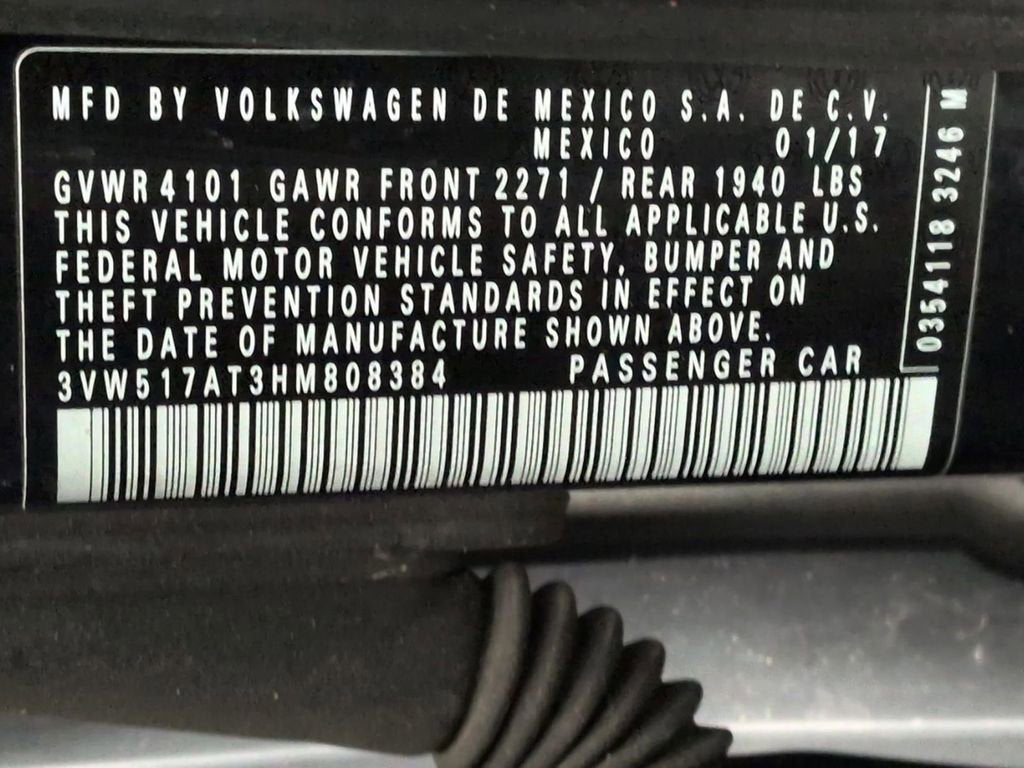 MFD BY VOLKSWAGEN DE MEXICO S.A. DE C.V.
MEXICO 01/17
GVWR 4101 GAWR FRONT 2271 / REAR 1940 LBS
THIS VEHICLE CONFORMS TO ALL APPLICABLE U.S.
FEDERAL MOTOR VEHICLE SAFETY, BUMPER AND
THEFT PREVENTION STANDARDS IN EFFECT ON
THE DATE OF MANUFACTURE SHOWN ABOVE.
3VW517AT3HM808384 PASSENGER CAR
0354118 3246 M